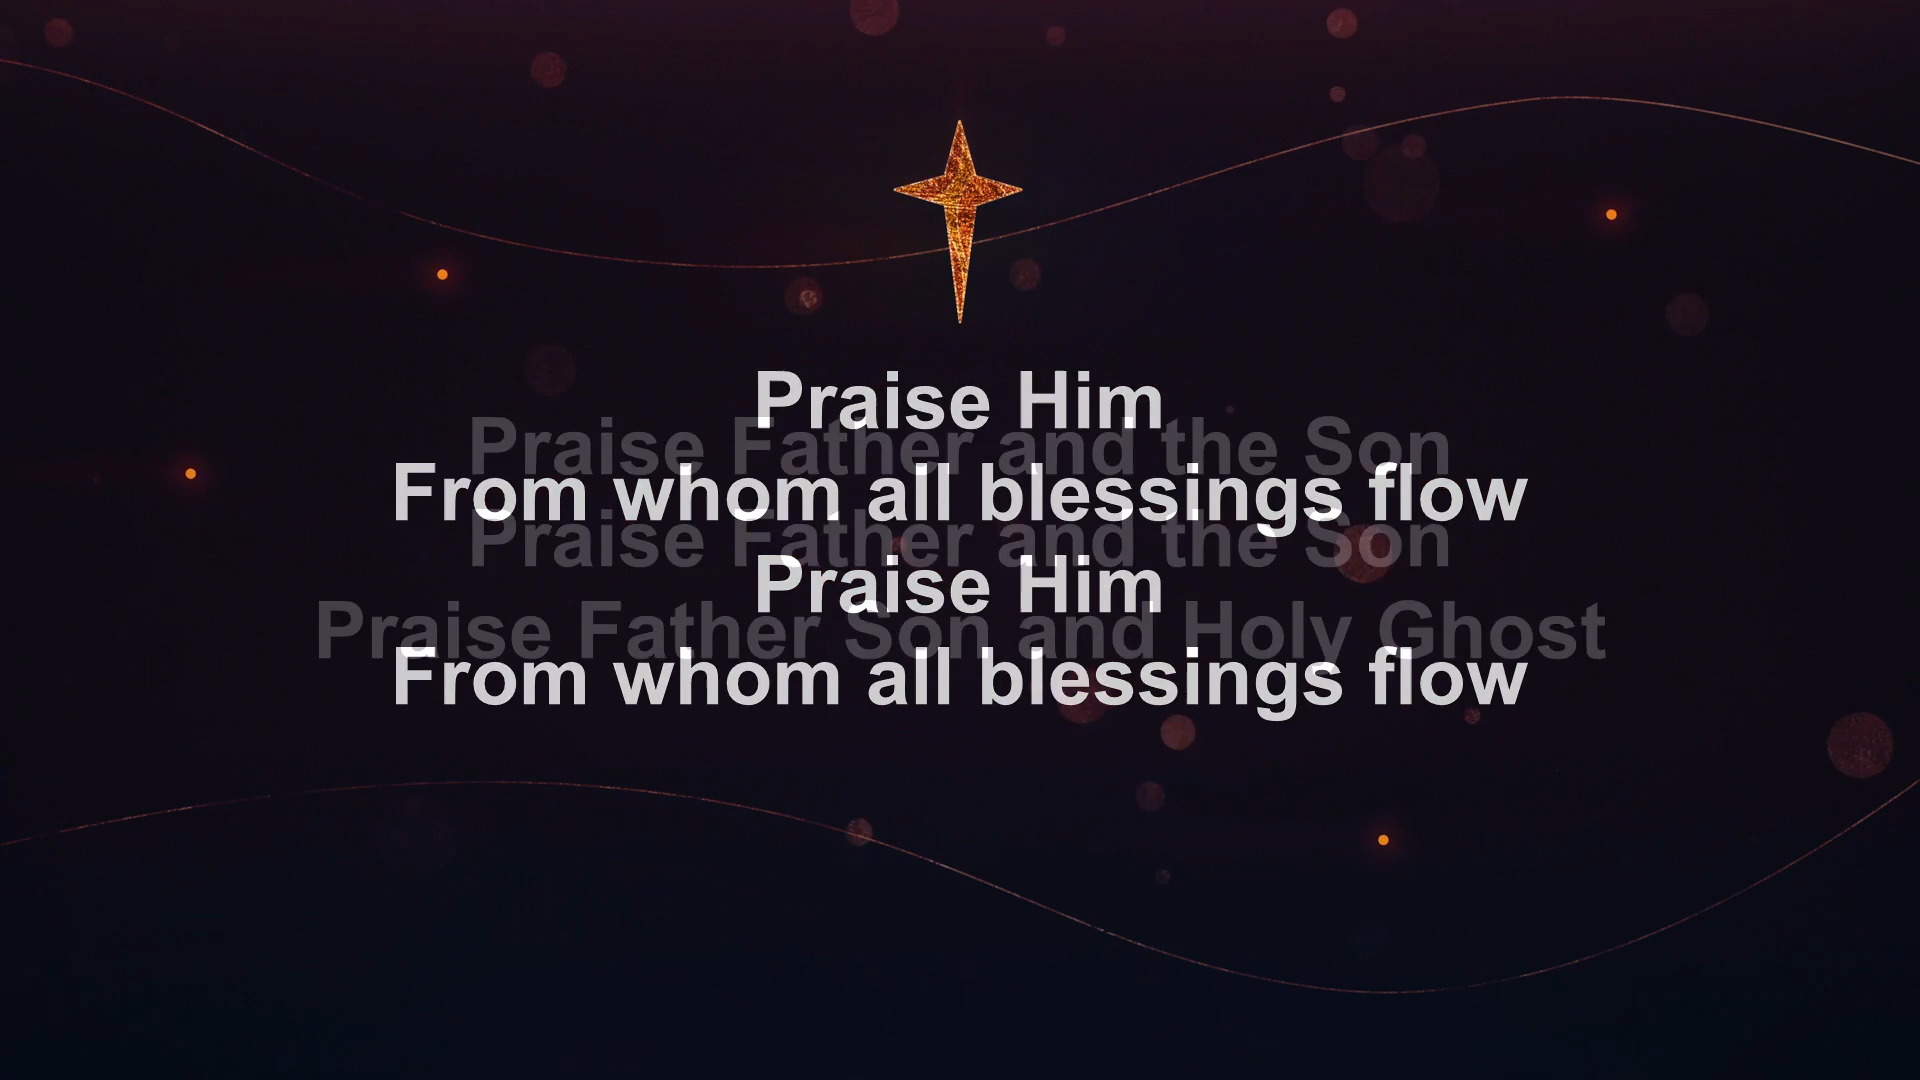 Praise Him
Praise Father and the Son
From whom all blessings flow
Praise Father and the Son
Praise Him
Praise Father Son and Holy Ghost
From whom all blessings flow